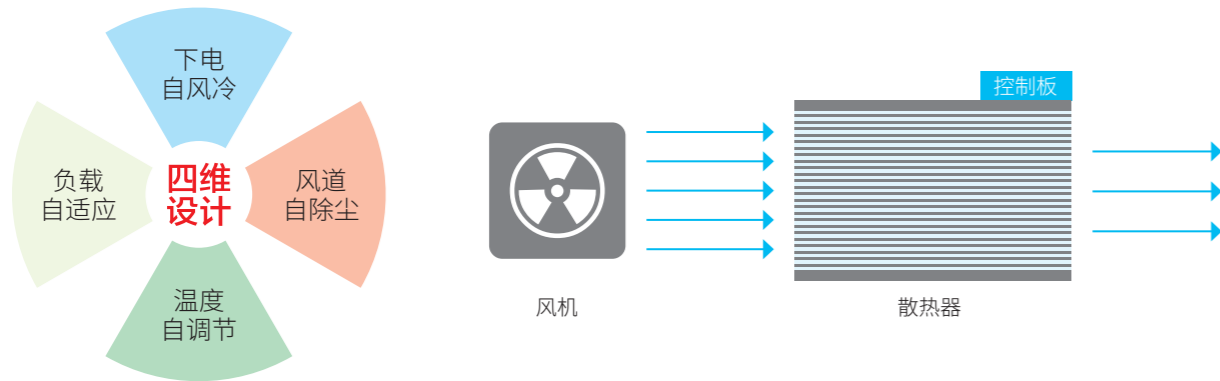 下电
自风冷
负载
自适应
四维
设计
风道
自除尘
温度
自调节
控制板
风机
散热器